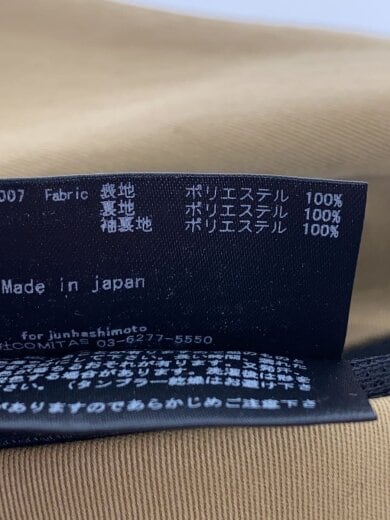 007 Fabric 表地 ポリエステル 100%
裏地 ポリエステル 100%
袖裏地 ポリエステル 100%
Made in japan
for junhashimoto
COMITAS 03-6277-5550
い。(タンブラー乾燥はお避け
がありますのであらかじめご注意下さ